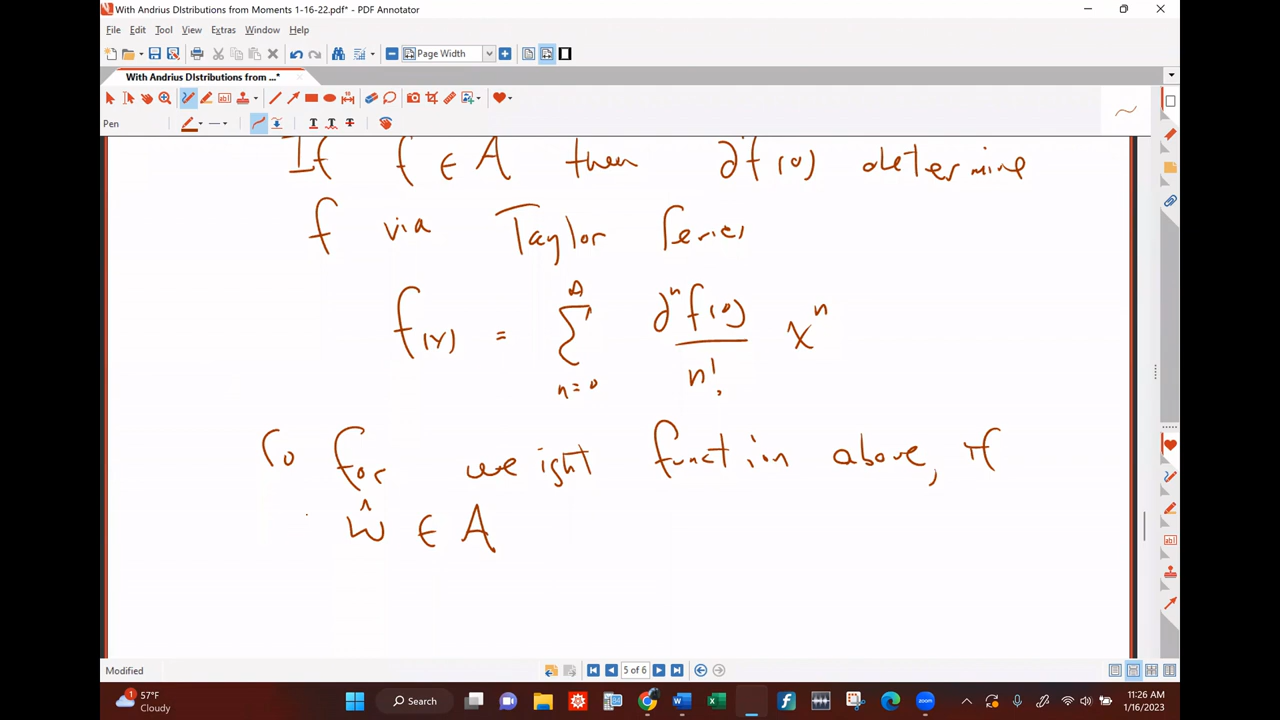 With Andrius DIstributions from Moments 1-16-22.pdf* - PDF Annotator
File Edit Tool View Extras Window Help
Page Width
With Andrius DIstributions from ...*
Pen
If f ∈ A then ∂f(0) determine
f via Taylor Series
f(x) = ∑_{n=0}^{∞} ∂^n f(0) / n! x^n
So for weight function above, if
ŵ ∈ A
Modified
5 of 6
57°F
Cloudy
1
Search
zoom
11:26 AM
1/16/2023